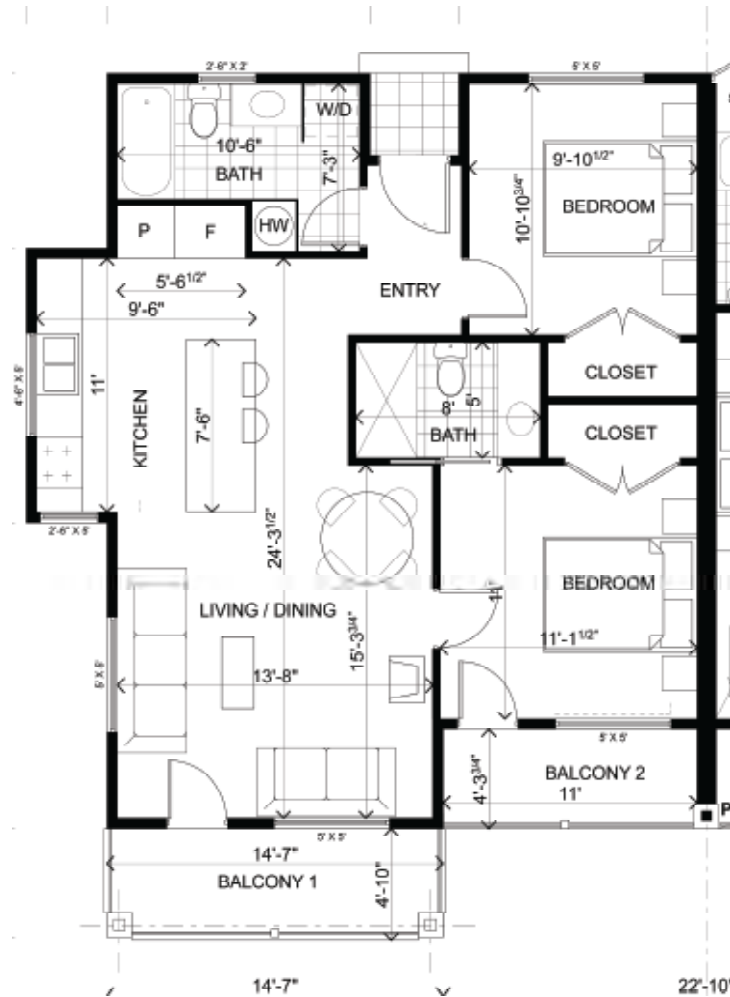 2'-6" X 2'
5' X 5'
W/D
10'-6"
BATH
7'-3"
9'-10 1/2"
BEDROOM
10'-10 3/4"
P
F
HW
5'-6 1/2"
9'-6"
ENTRY
11'
KITCHEN
7'-6"
CLOSET
8'
5'
BATH
CLOSET
2'-6" X 5'
24'-3 1/2"
LIVING / DINING
15'-3 3/4"
13'-8"
5' X 5'
11'
BEDROOM
11'-1 1/2"
5' X 5'
5' X 5'
4'-3 3/4"
BALCONY 2
11'
P
14'-7"
BALCONY 1
4'-10"
14'-7"
22'-10'